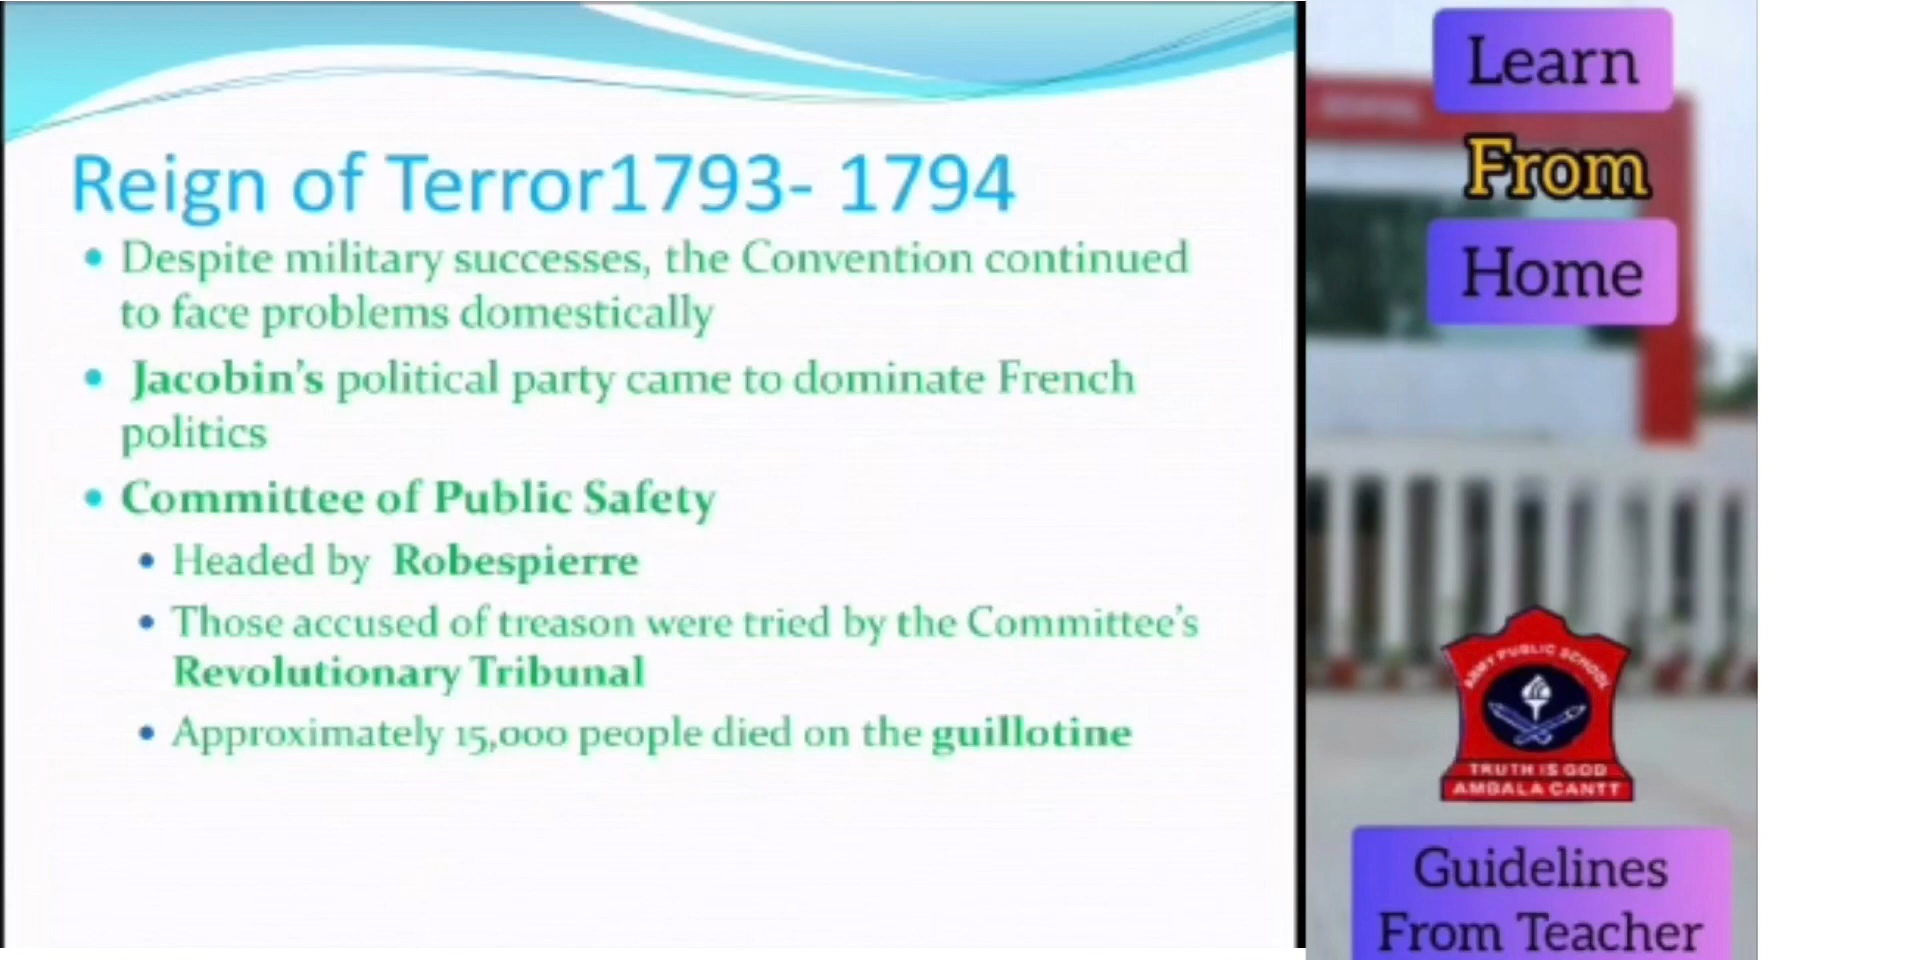 Reign of Terror1793- 1794
• Despite military successes, the Convention continued
to face problems domestically
• Jacobin's political party came to dominate French
politics
• Committee of Public Safety
• Headed by Robespierre
• Those accused of treason were tried by the Committee's
Revolutionary Tribunal
• Approximately 15,000 people died on the guillotine
Learn
From
Home
ARMY PUBLIC SCHOOL
TRUTH IS GOD
AMBALA CANTT
Guidelines
From Teacher